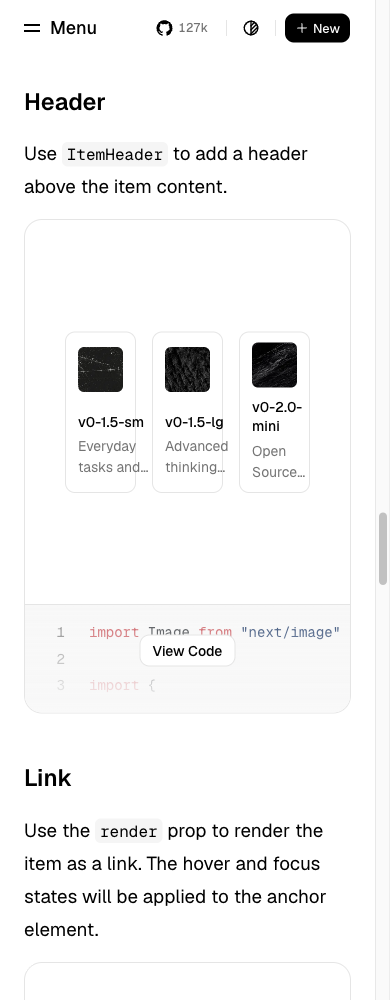 Menu
127k
+ New
Header
Use ItemHeader to add a header
above the item content.
v0-1.5-sm
Everyday
tasks and…
v0-1.5-lg
Advanced
thinking…
v0-2.0-
mini
Open
Source…
1 import Image from "next/image"
2
3 import {
View Code
Link
Use the render prop to render the
item as a link. The hover and focus
states will be applied to the anchor
element.